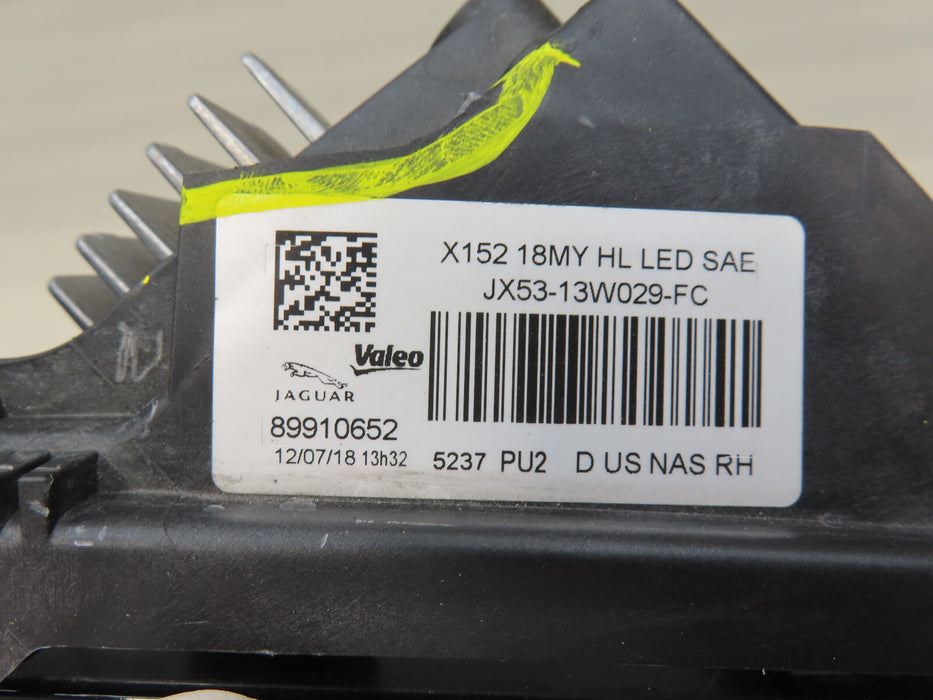 X152 18MY HL LED SAE
JX53-13W029-FC
Valeo
JAGUAR
89910652
12/07/18 13h32
5237 PU2 D US NAS RH